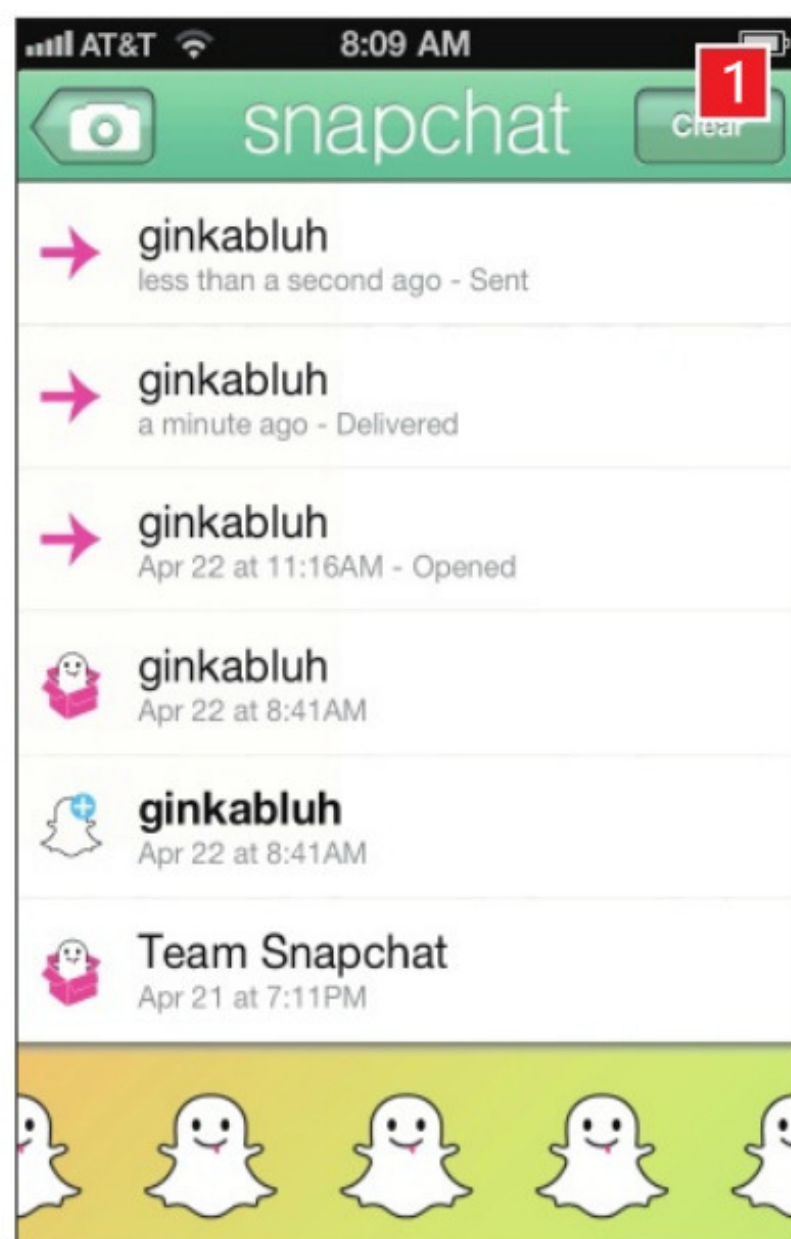 AT&T 8:09 AM
1
snapchat Clear
ginkabluh
less than a second ago - Sent
ginkabluh
a minute ago - Delivered
ginkabluh
Apr 22 at 11:16AM - Opened
ginkabluh
Apr 22 at 8:41AM
ginkabluh
Apr 22 at 8:41AM
Team Snapchat
Apr 21 at 7:11PM